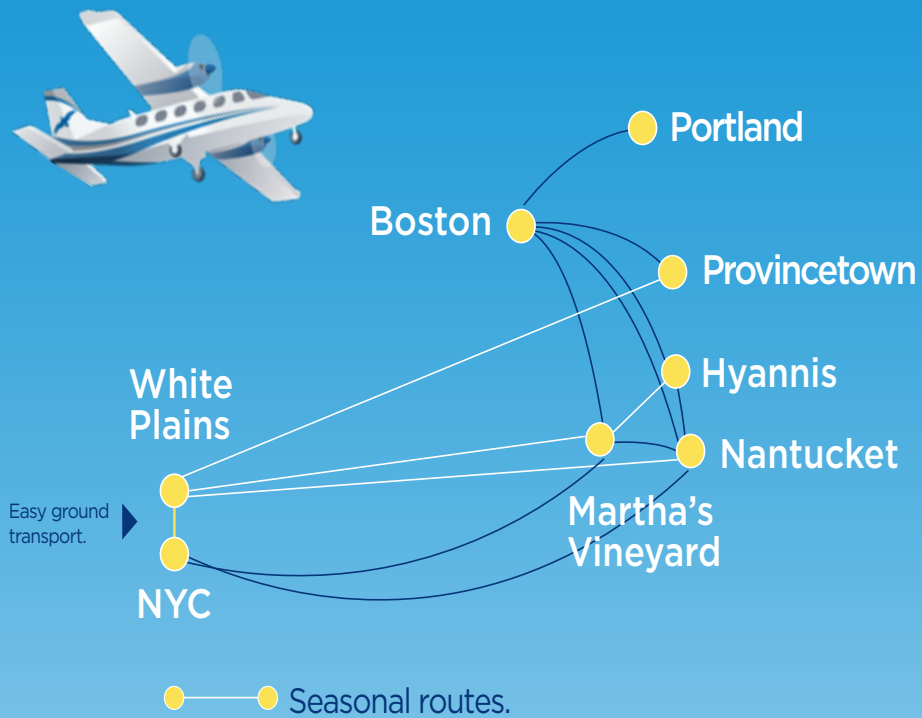 Portland
Boston
Provincetown
Hyannis
White
Plains
Nantucket
Easy ground
transport.
Martha’s
Vineyard
NYC
Seasonal routes.